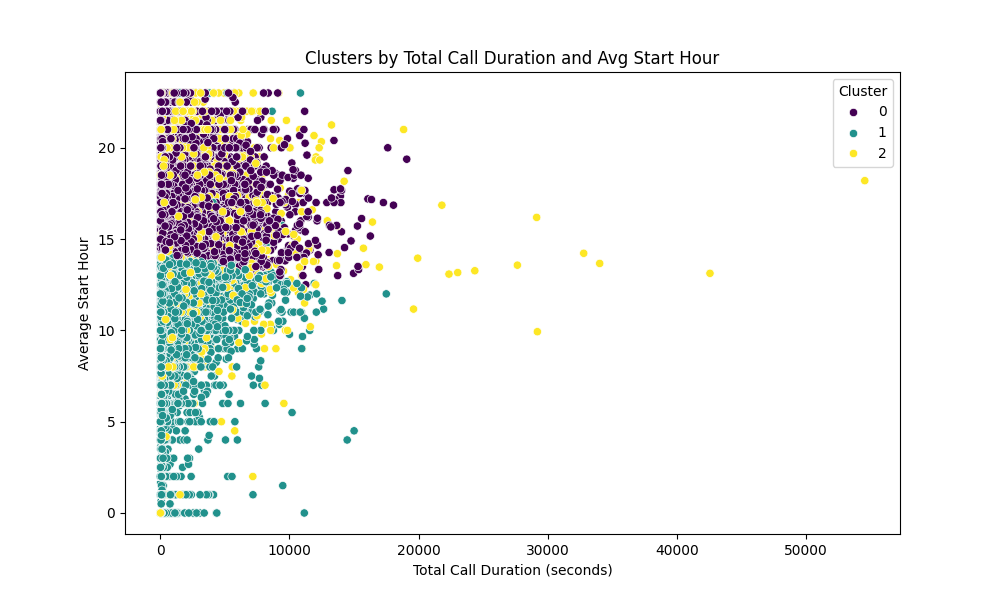 Clusters by Total Call Duration and Avg Start Hour
Cluster
0
1
2
Average Start Hour
20
15
10
5
0
0 10000 20000 30000 40000 50000
Total Call Duration (seconds)